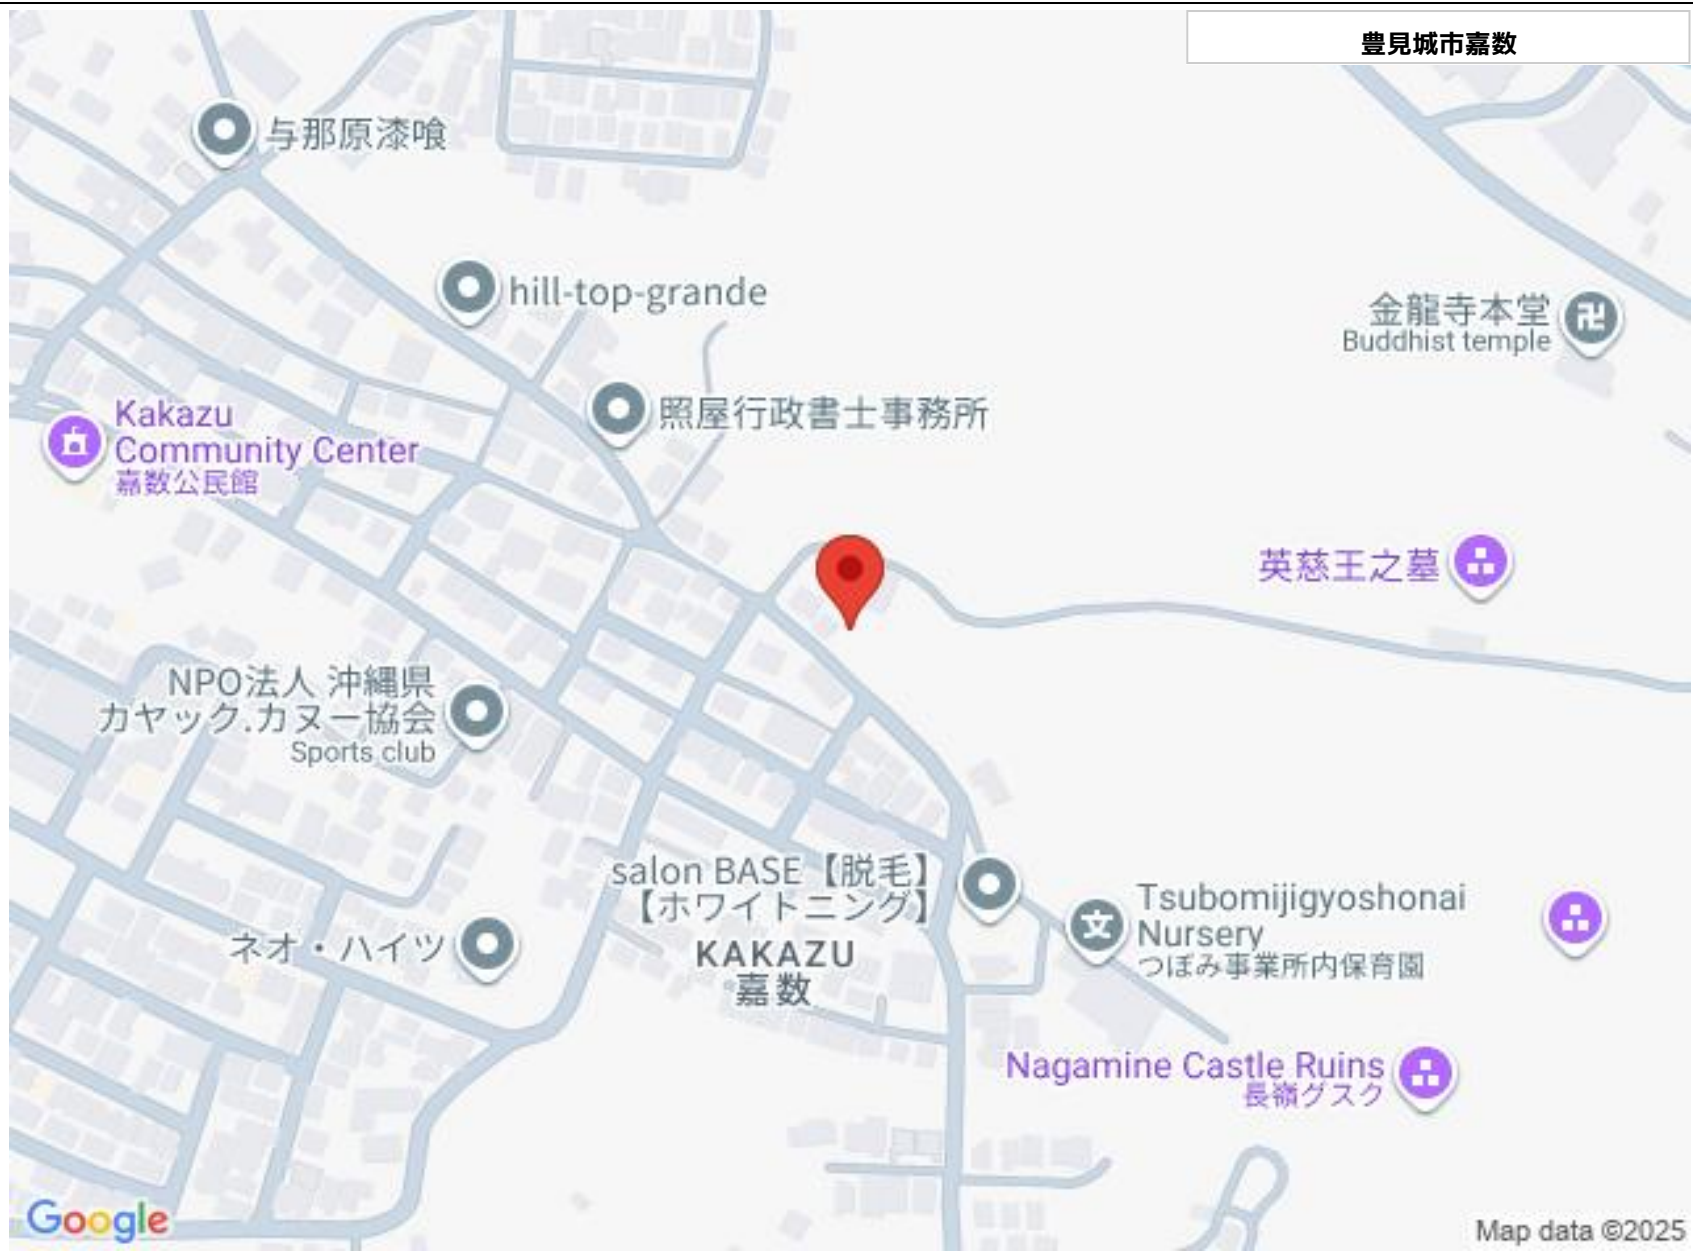 豊見城市嘉数
与那原漆喰
hill-top-grande
金龍寺本堂
Buddhist temple
照屋行政書士事務所
Kakazu
Community Center
嘉数公民館
英慈王之墓
NPO法人 沖縄県
カヤック.カヌー協会
Sports club
salon BASE【脱毛】
【ホワイトニング】
Tsubomijigyoshonai
Nursery
つぼみ事業所内保育園
ネオ・ハイツ
KAKAZU
嘉数
Nagamine Castle Ruins
長嶺グスク
Google
Map data ©2025